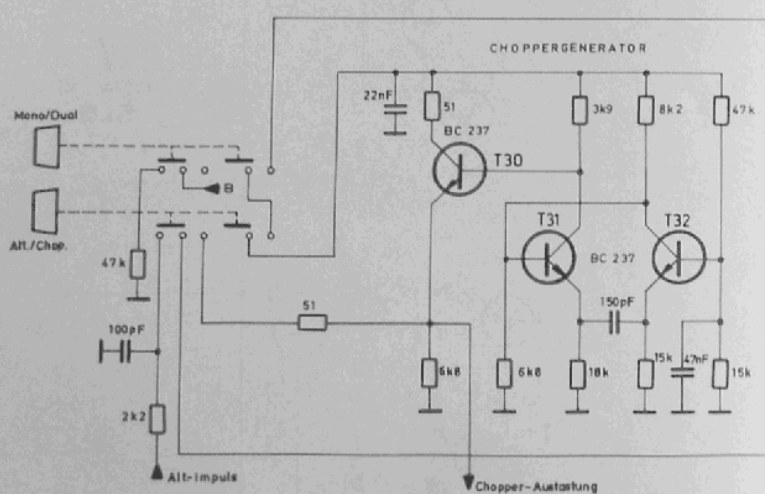 CHOPPERGENERATOR
22nF
51
3k9
8k2
47k
Mono/Dual
BC 237
T30
B
Alt./Chop.
T31
T32
47k
BC 237
150pF
51
100pF
6k8
6k8
18k
15k
47nF
15k
2k2
Alt-Impuls
Chopper-Austastung